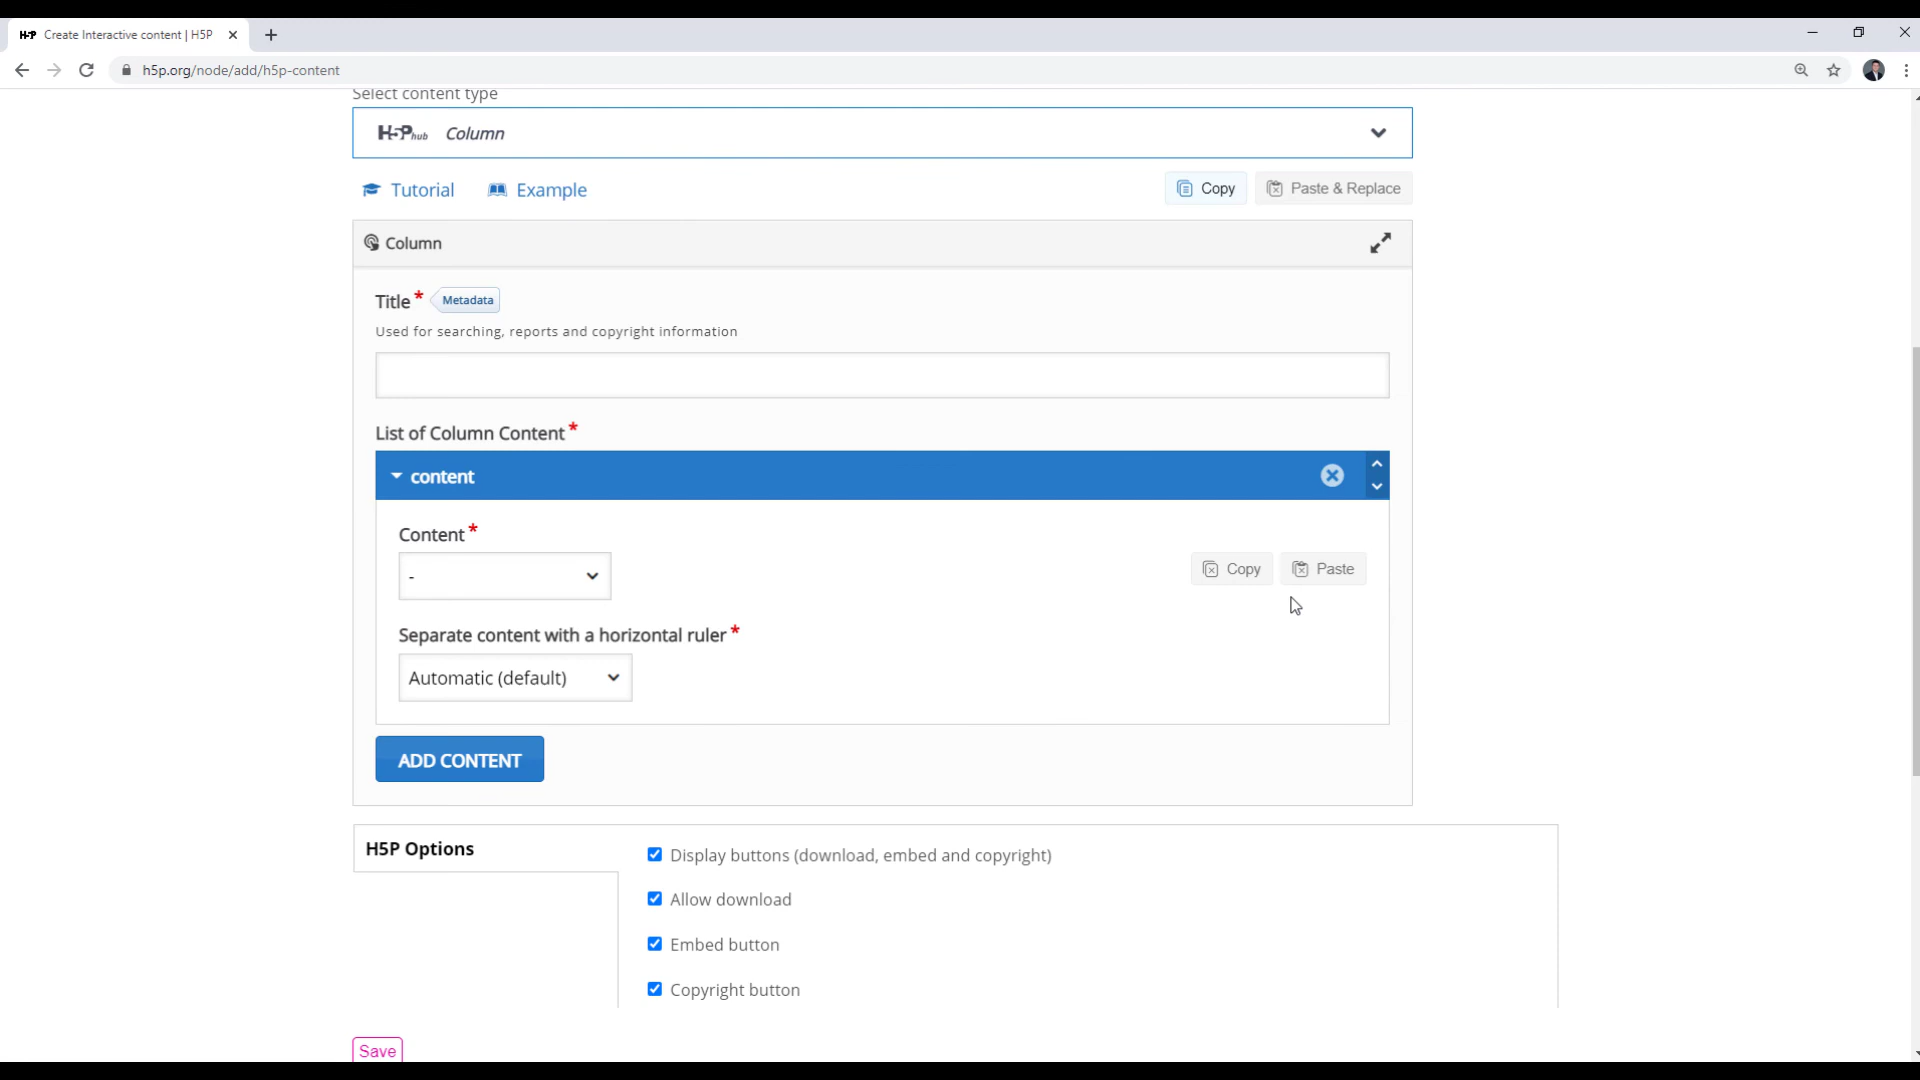 H5P Create Interactive content | H5P
h5p.org/node/add/h5p-content
Select content type
H5P hub Column
Tutorial Example Copy Paste & Replace
Column
Title * Metadata
Used for searching, reports and copyright information
List of Column Content *
content
Content *
- Copy Paste
Separate content with a horizontal ruler *
Automatic (default)
ADD CONTENT
H5P Options
Display buttons (download, embed and copyright)
Allow download
Embed button
Copyright button
Save